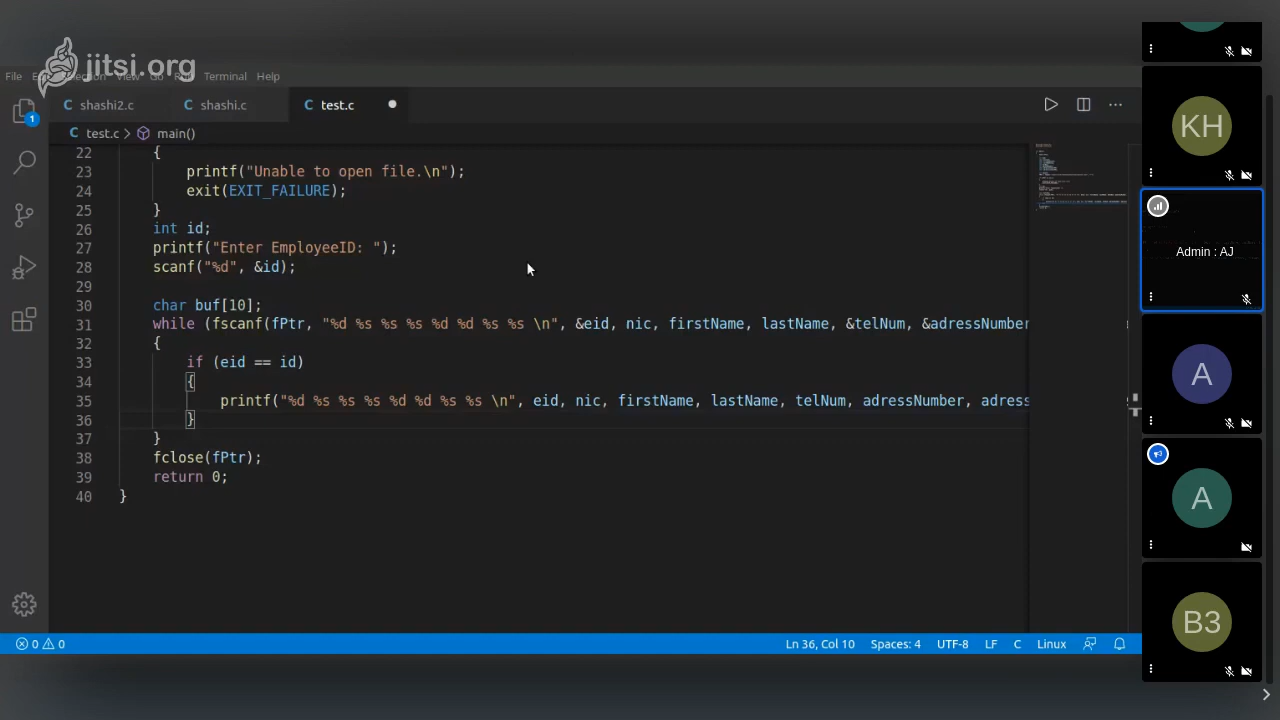 jitsi.org
File Selection View Go Terminal Help
shashi2.c shashi.c test.c
test.c > main()
22 {
23 printf("Unable to open file.\n");
24 exit(EXIT_FAILURE);
25 }
26 int id;
27 printf("Enter EmployeeID: ");
28 scanf("%d", &id);
29
30 char buf[10];
31 while (fscanf(fPtr, "%d %s %s %s %d %d %s %s \n", &eid, nic, firstName, lastName, &telNum, &adressNumber
32 {
33 if (eid == id)
34 {
35 printf("%d %s %s %s %d %d %s %s \n", eid, nic, firstName, lastName, telNum, adressNumber, adress
36 }
37 }
38 fclose(fPtr);
39 return 0;
40 }
1
0 0
Ln 36, Col 10 Spaces: 4 UTF-8 LF C Linux
KH
Admin : AJ
A
A
B3